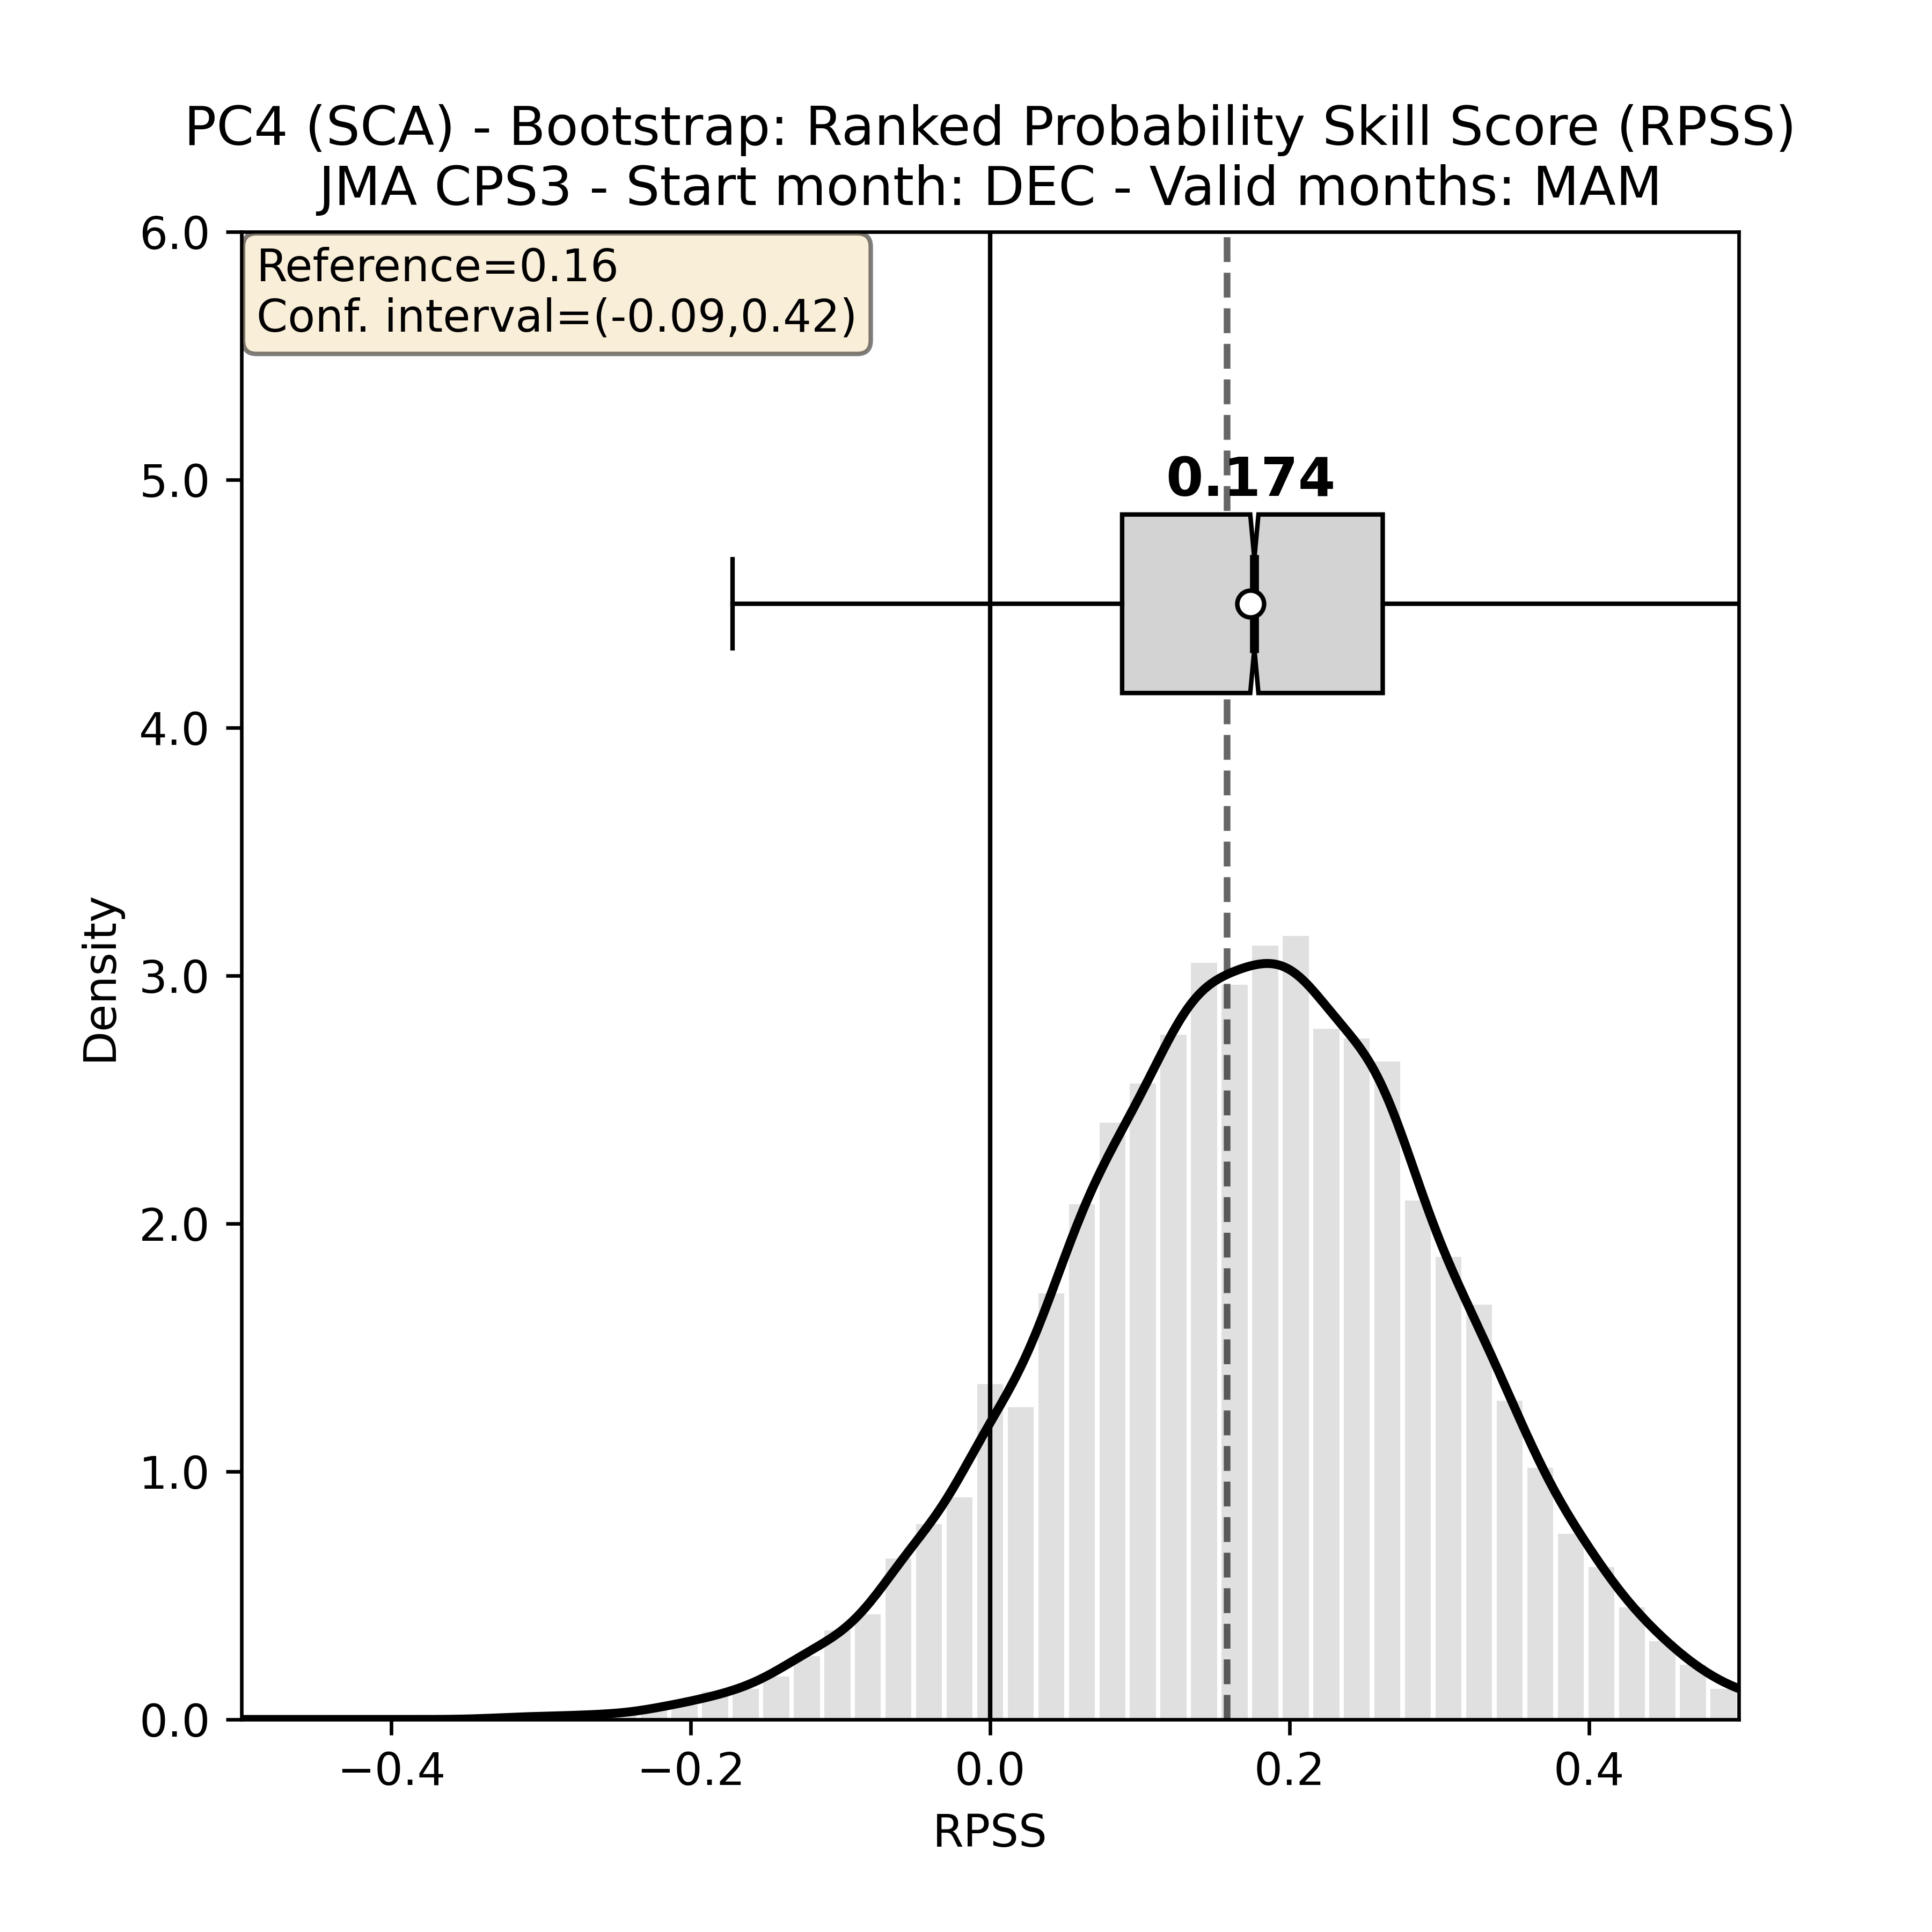 PC4 (SCA) - Bootstrap: Ranked Probability Skill Score (RPSS)
JMA CPS3 - Start month: DEC - Valid months: MAM
6.0
Reference=0.16
Conf. interval=(-0.09,0.42)
5.0
0.174
4.0
3.0
Density
2.0
1.0
0.0
−0.4 −0.2 0.0 0.2 0.4
RPSS